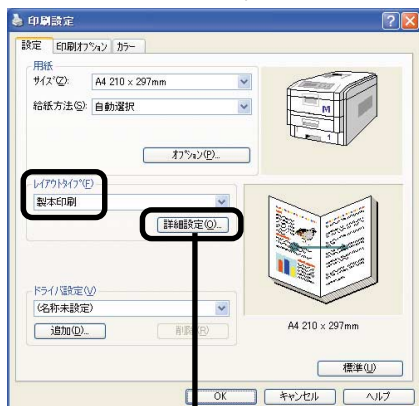 印刷設定
設定 印刷オプション カラー
用紙
サイズ(Z): A4 210 x 297mm
給紙方法(S): 自動選択
オプション(P)...
M
1
レイアウトタイプ(F)
製本印刷
詳細設定(O)...
ドライバ設定(V)
(名称未設定)
追加(D)... 削除(R)
A4 210 x 297mm
標準(U)
OK キャンセル ヘルプ